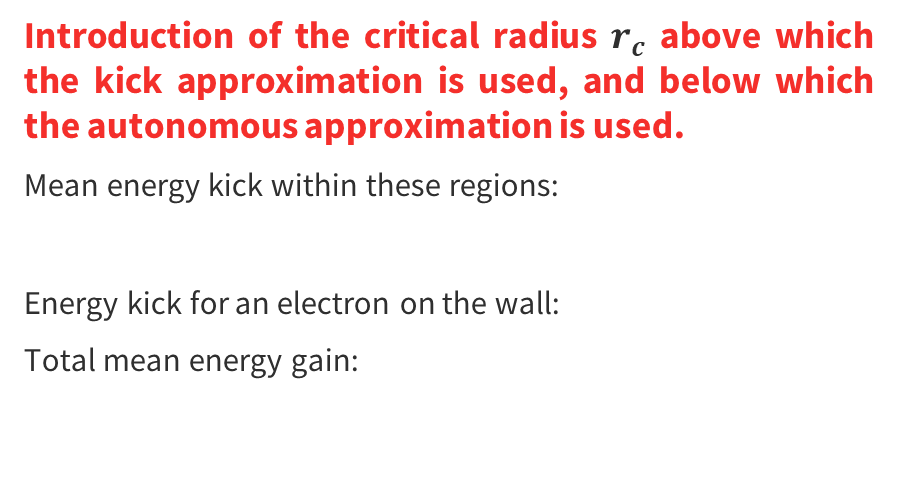 Introduction of the critical radius r_c above which
the kick approximation is used, and below which
the autonomous approximation is used.
Mean energy kick within these regions:
Energy kick for an electron on the wall:
Total mean energy gain: